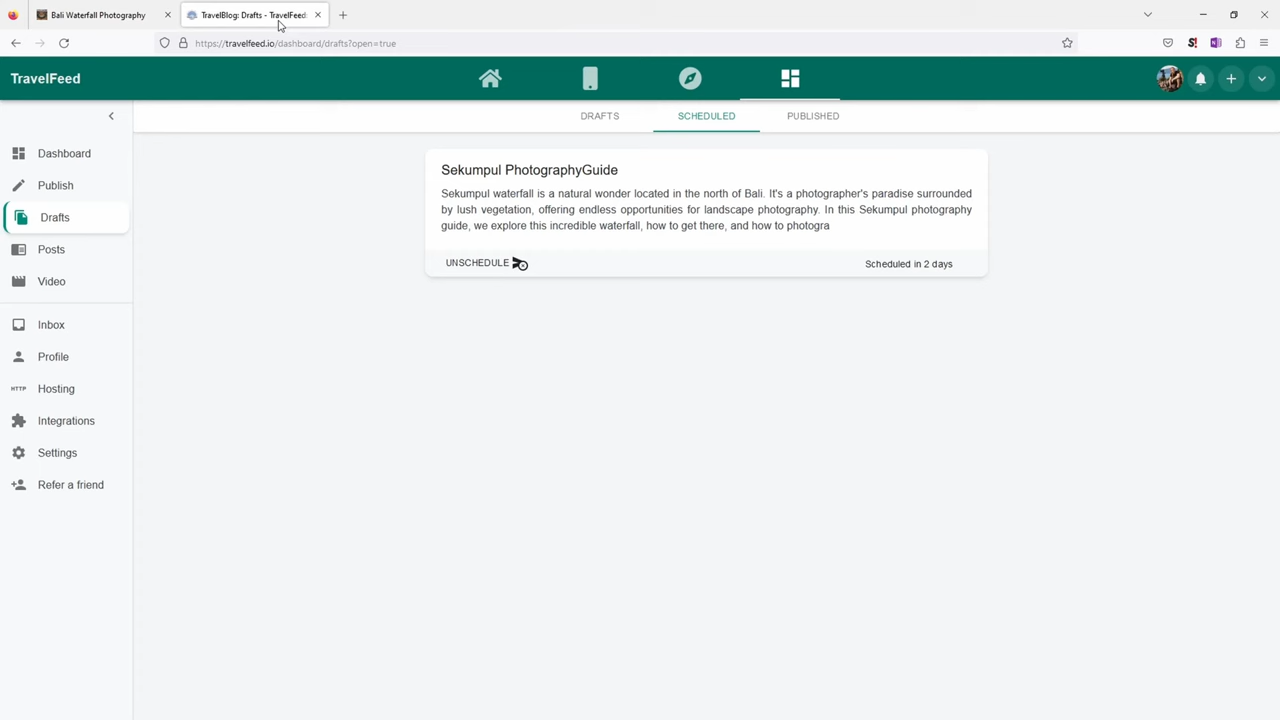 Bali Waterfall Photography
TravelBlog: Drafts - TravelFeed:
https://travelfeed.io/dashboard/drafts?open=true
TravelFeed
DRAFTS
SCHEDULED
PUBLISHED
Dashboard
Publish
Drafts
Posts
Video
Inbox
Profile
HTTP Hosting
Integrations
Settings
Refer a friend
Sekumpul PhotographyGuide
Sekumpul waterfall is a natural wonder located in the north of Bali. It's a photographer's paradise surrounded
by lush vegetation, offering endless opportunities for landscape photography. In this Sekumpul photography
guide, we explore this incredible waterfall, how to get there, and how to photogra
UNSCHEDULE
Scheduled in 2 days